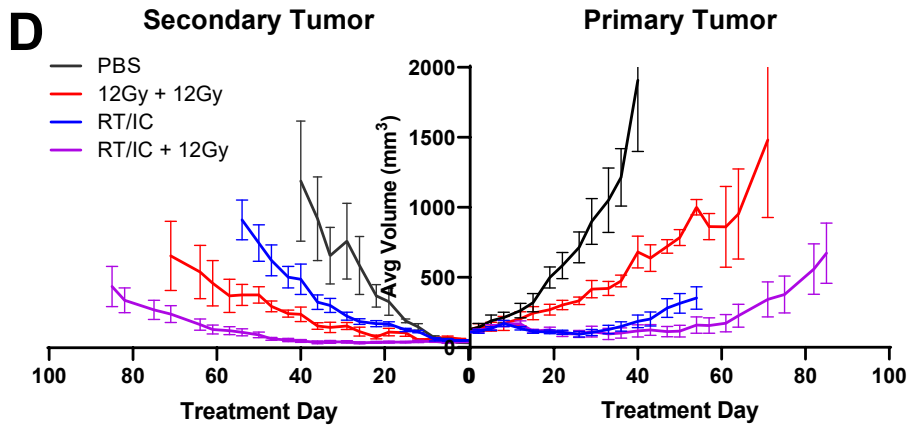 D
Secondary Tumor
Primary Tumor
PBS
12Gy + 12Gy
RT/IC
RT/IC + 12Gy
Avg Volume (mm³)
2000
1500
1000
500
0
100
80
60
40
20
0
20
40
60
80
100
Treatment Day
Treatment Day